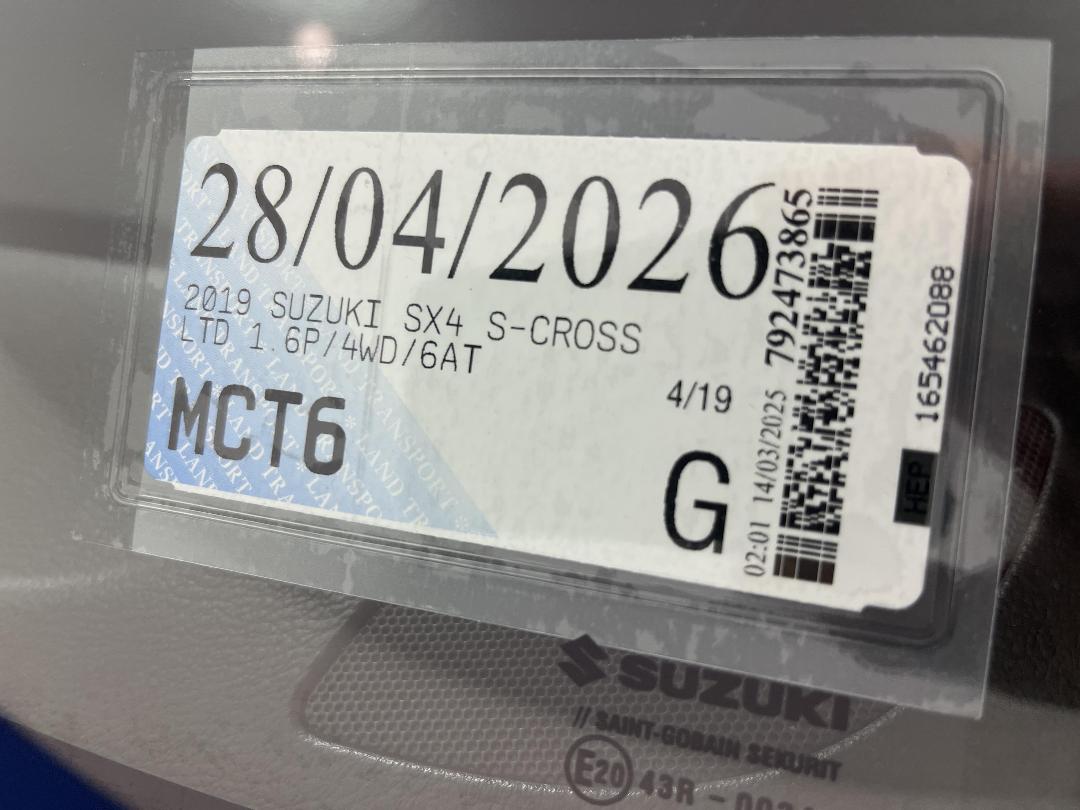 28/04/2026
2019 SUZUKI SX4 S-CROSS
LTD 1.6P/4WD/6AT
MCT6
4/19
G
02:01 14/03/2025 792473865
165462088
HEP
SUZUKI
// SAINT-GOBAIN SEKURIT
E20 43R -